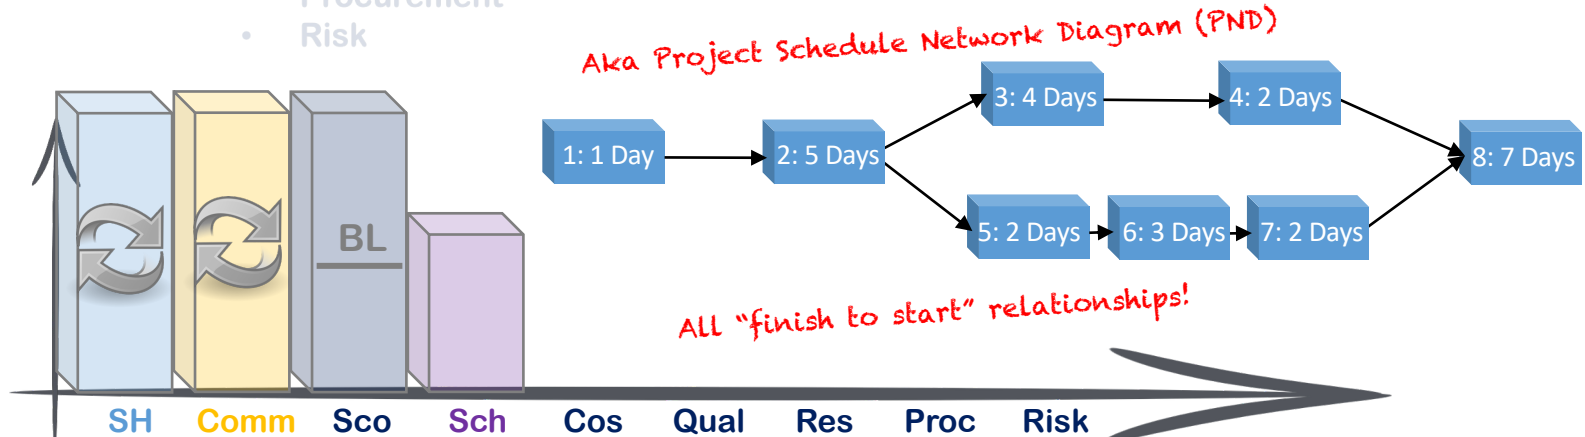 Procurement
• Risk
Aka Project Schedule Network Diagram (PND)
3: 4 Days
4: 2 Days
1: 1 Day
2: 5 Days
8: 7 Days
5: 2 Days
6: 3 Days
7: 2 Days
BL
All “finish to start” relationships!
SH Comm Sco Sch Cos Qual Res Proc Risk